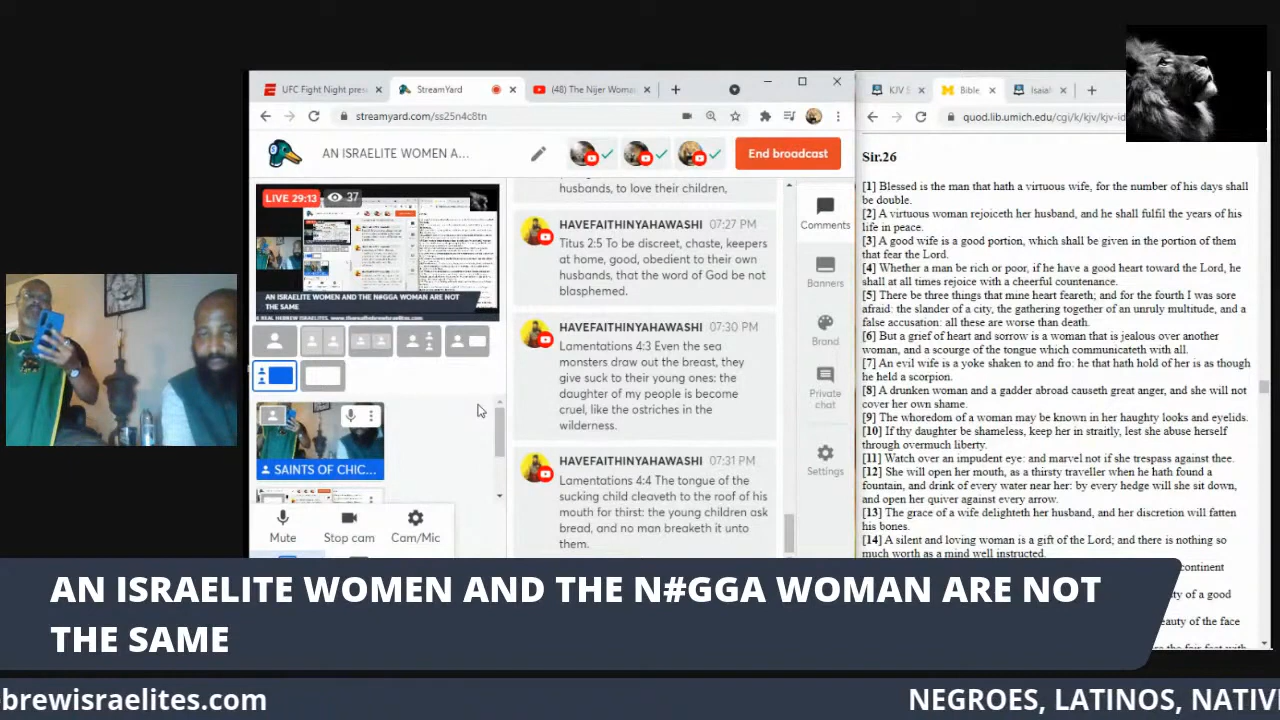 UFC Fight Night pres
StreamYard
(48) The Nijer Woma
streamyard.com/ss25n4c8tn
AN ISRAELITE WOMEN A...
End broadcast
LIVE 29:13
37
AN ISRAELITE WOMEN AND THE N#GGA WOMAN ARE NOT
THE SAME
SAINTS OF CHIC...
Mute
Stop cam
Cam/Mic
husbands, to love their children,
HAVEFAITHINYAHAWASHI 07:27 PM
Titus 2:5 To be discreet, chaste, keepers
at home, good, obedient to their own
husbands, that the word of God be not
blasphemed.
HAVEFAITHINYAHAWASHI 07:30 PM
Lamentations 4:3 Even the sea
monsters draw out the breast, they
give suck to their young ones: the
daughter of my people is become
cruel, like the ostriches in the
wilderness.
HAVEFAITHINYAHAWASHI 07:31 PM
Lamentations 4:4 The tongue of the
sucking child cleaveth to the roof of his
mouth for thirst: the young children ask
bread, and no man breaketh it unto
them.
Comments
Banners
Brand
Private
chat
Settings
KJV S
Bible
Isaiah
quod.lib.umich.edu/cgi/k/kjv/kjv-id
Sir.26
[1] Blessed is the man that hath a virtuous wife, for the number of his days shall
be double.
[2] A virtuous woman rejoiceth her husband, and he shall fulfil the years of his
life in peace.
[3] A good wife is a good portion, which shall be given in the portion of them
that fear the Lord.
[4] Whether a man be rich or poor, if he have a good heart toward the Lord, he
shall at all times rejoice with a cheerful countenance.
[5] There be three things that mine heart feareth; and for the fourth I was sore
afraid: the slander of a city, the gathering together of an unruly multitude, and a
false accusation: all these are worse than death.
[6] But a grief of heart and sorrow is a woman that is jealous over another
woman, and a scourge of the tongue which communicateth with all.
[7] An evil wife is a yoke shaken to and fro: he that hath hold of her is as though
he held a scorpion.
[8] A drunken woman and a gadder abroad causeth great anger, and she will not
cover her own shame.
[9] The whoredom of a woman may be known in her haughty looks and eyelids.
[10] If thy daughter be shameless, keep her in straitly, lest she abuse herself
through overmuch liberty.
[11] Watch over an impudent eye: and marvel not if she trespass against thee.
[12] She will open her mouth, as a thirsty traveller when he hath found a
fountain, and drink of every water near her: by every hedge will she sit down,
and open her quiver against every arrow.
[13] The grace of a wife delighteth her husband, and her discretion will fatten
his bones.
[14] A silent and loving woman is a gift of the Lord; and there is nothing so
much worth as a mind well instructed.
continent
ty of a good
eauty of the face
AN ISRAELITE WOMEN AND THE N#GGA WOMAN ARE NOT
THE SAME
brewisraelites.com NEGROES, LATINOS, NATIV